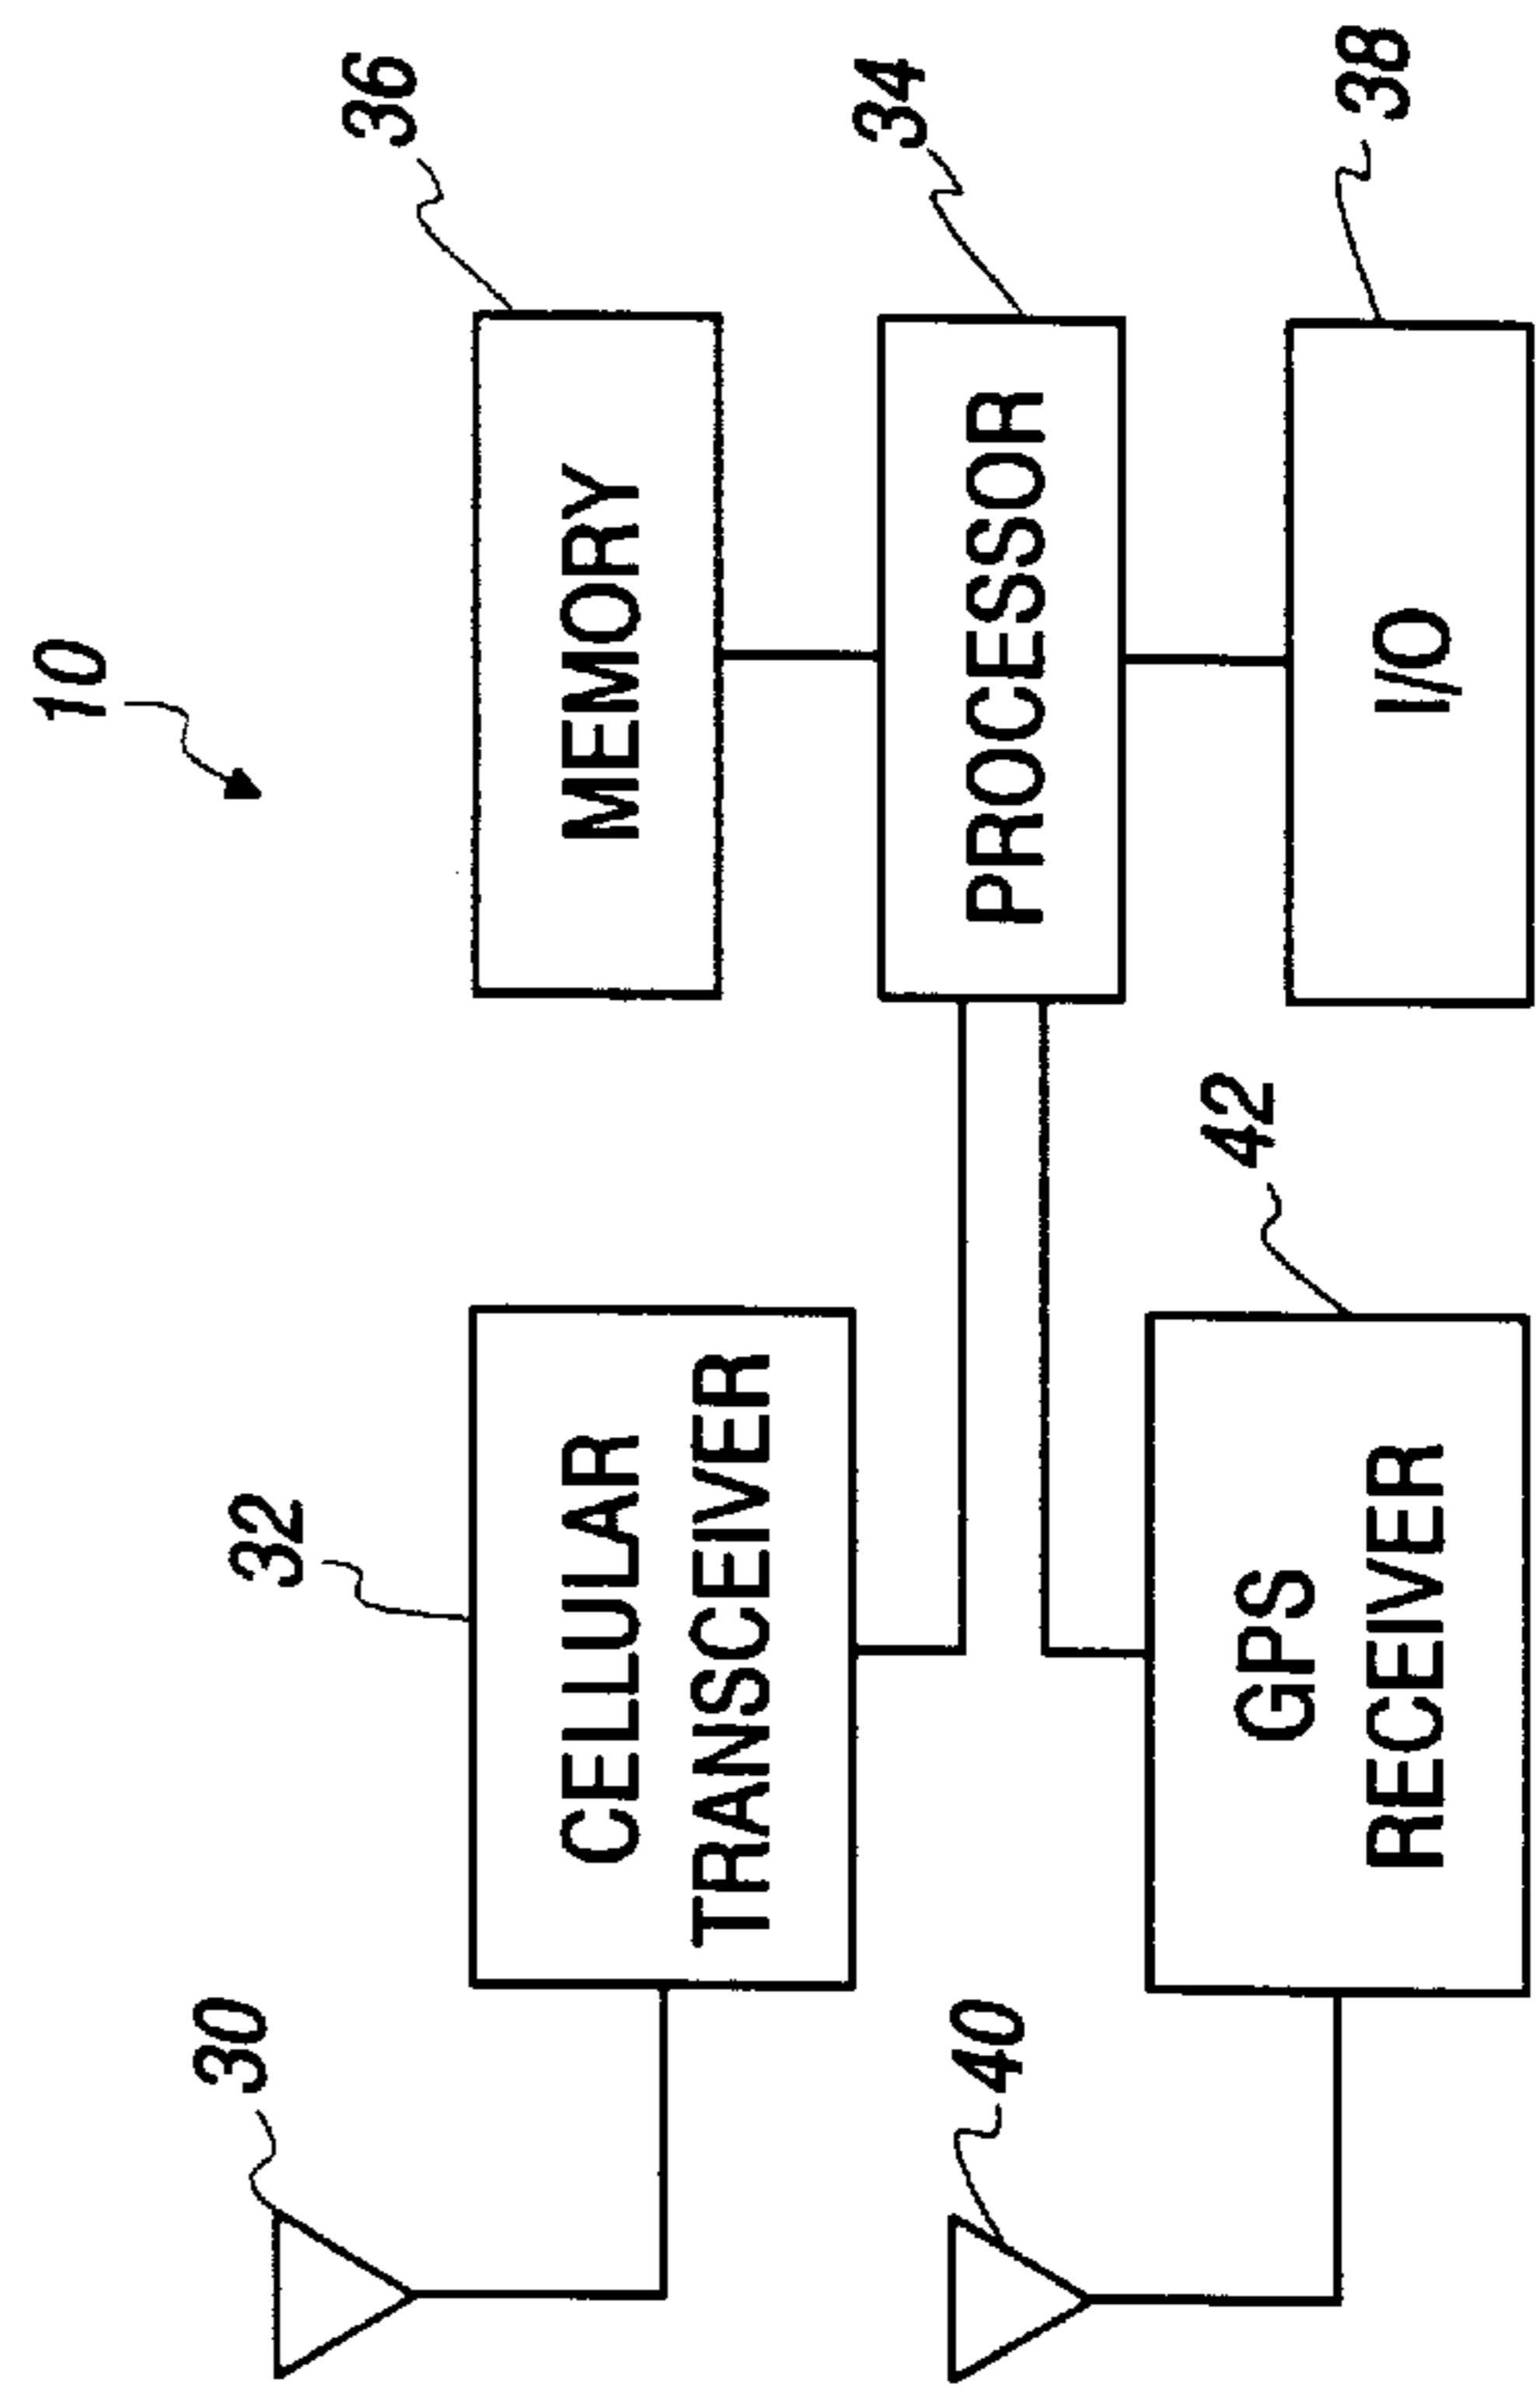 10
36
MEMORY
32
CELLULAR
TRANSCEIVER
30
34
PROCESSOR
40
42
GPS
RECEIVER
38
I/O